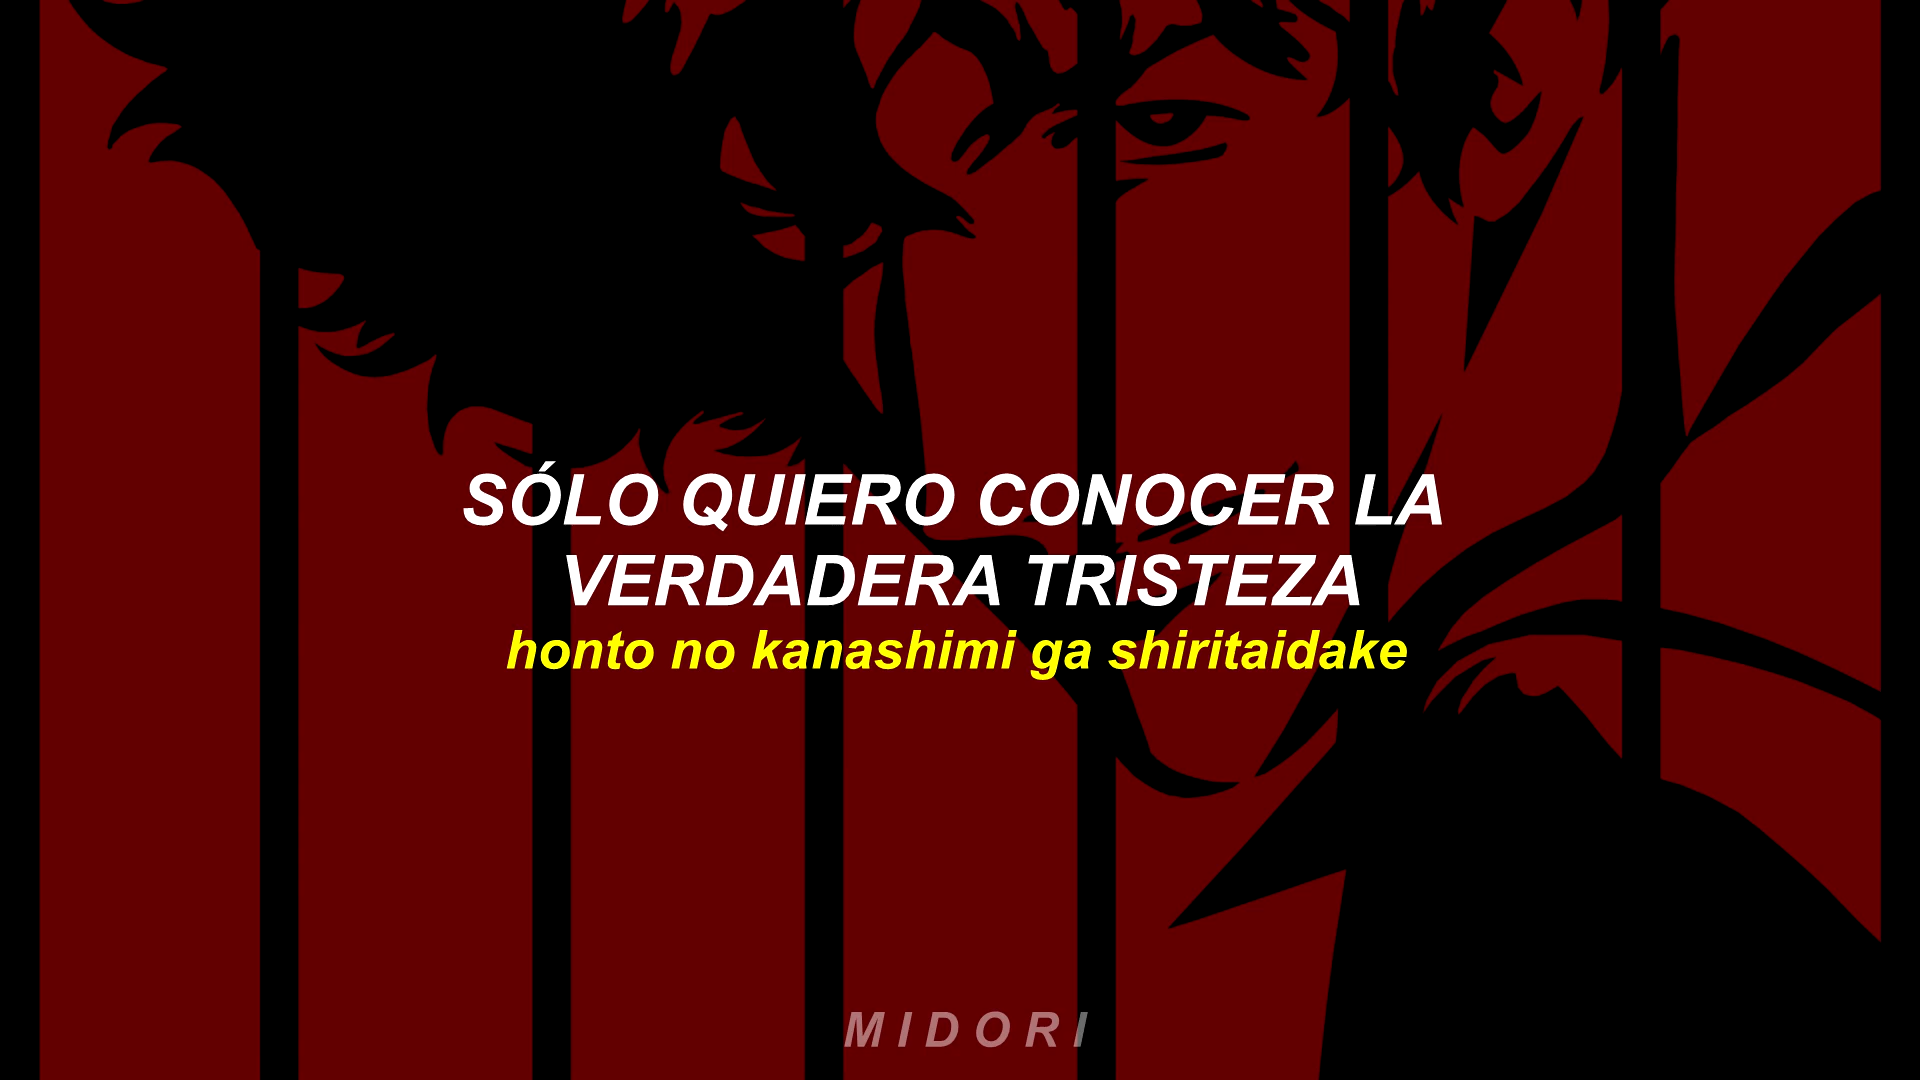 SÓLO QUIERO CONOCER LA
VERDADERA TRISTEZA
honto no kanashimi ga shiritaidake
MIDORI